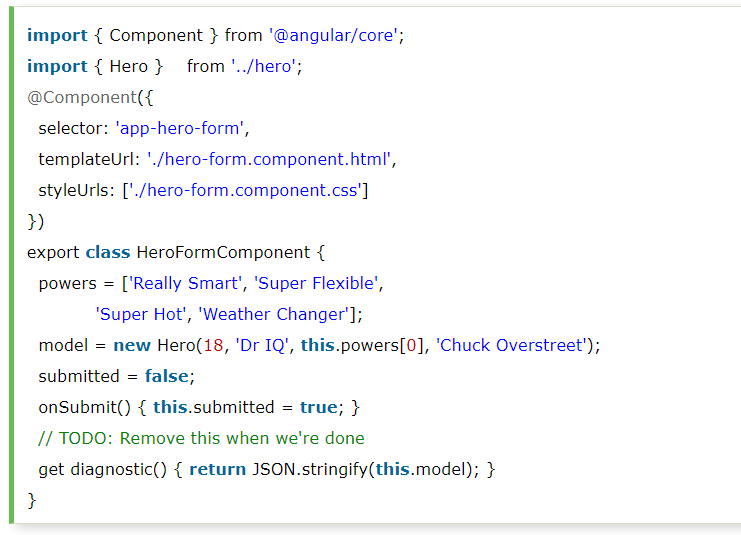 import { Component } from '@angular/core';
import { Hero }    from '../hero';
@Component({
  selector: 'app-hero-form',
  templateUrl: './hero-form.component.html',
  styleUrls: ['./hero-form.component.css']
})
export class HeroFormComponent {
  powers = ['Really Smart', 'Super Flexible',
            'Super Hot', 'Weather Changer'];
  model = new Hero(18, 'Dr IQ', this.powers[0], 'Chuck Overstreet');
  submitted = false;
  onSubmit() { this.submitted = true; }
  // TODO: Remove this when we're done
  get diagnostic() { return JSON.stringify(this.model); }
}